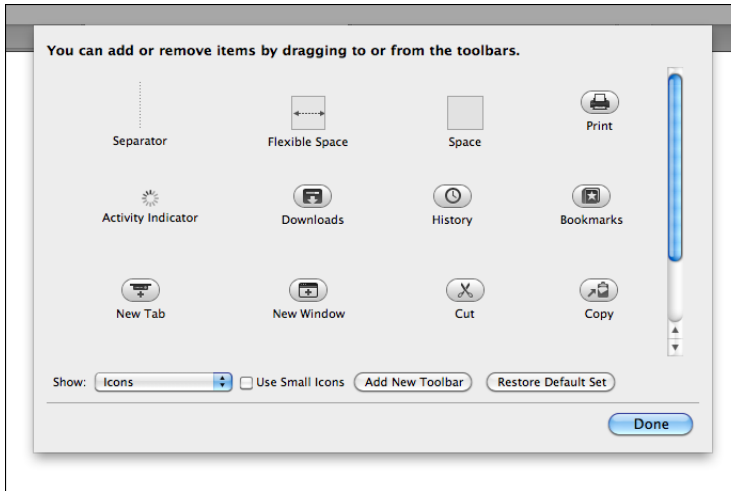 You can add or remove items by dragging to or from the toolbars.
Separator
Flexible Space
Space
Print
Activity Indicator
Downloads
History
Bookmarks
New Tab
New Window
Cut
Copy
Show: Icons Use Small Icons Add New Toolbar Restore Default Set
Done